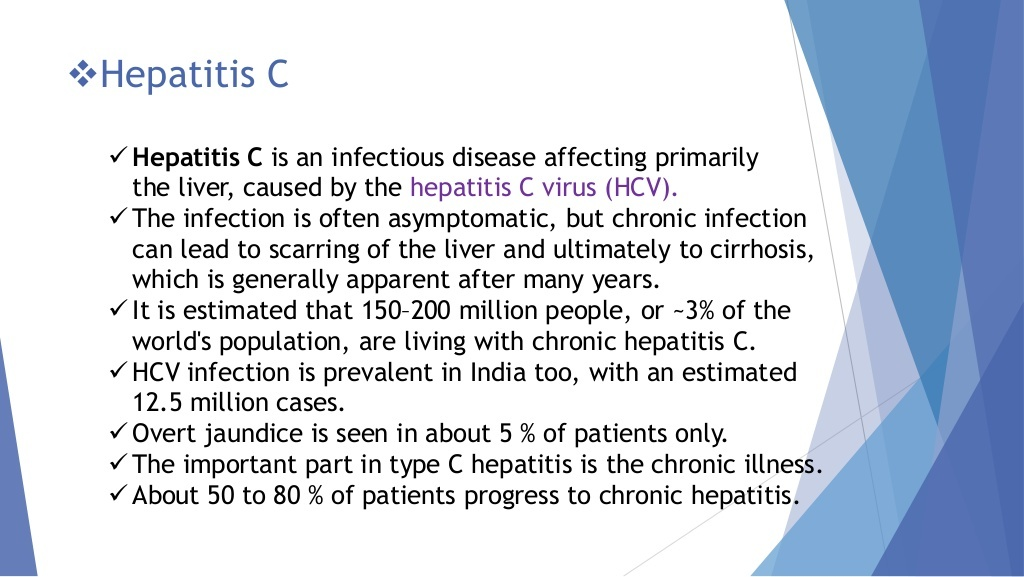 ❖Hepatitis C
✓Hepatitis C is an infectious disease affecting primarily
the liver, caused by the hepatitis C virus (HCV).
✓The infection is often asymptomatic, but chronic infection
can lead to scarring of the liver and ultimately to cirrhosis,
which is generally apparent after many years.
✓It is estimated that 150–200 million people, or ~3% of the
world's population, are living with chronic hepatitis C.
✓HCV infection is prevalent in India too, with an estimated
12.5 million cases.
✓Overt jaundice is seen in about 5 % of patients only.
✓The important part in type C hepatitis is the chronic illness.
✓About 50 to 80 % of patients progress to chronic hepatitis.